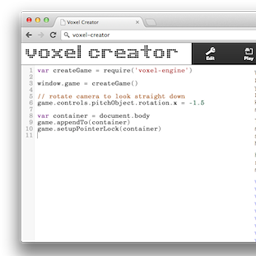 Voxel Creator
voxel-creator
voxel creator
Edit
Play
1 var createGame = require('voxel-engine')
2
3 window.game = createGame()
4
5 // rotate camera to look straight down
6 game.controls.pitchObject.rotation.x = -1.5
7
8 var container = document.body
9 game.appendTo(container)
10 game.setupPointerLock(container)
11